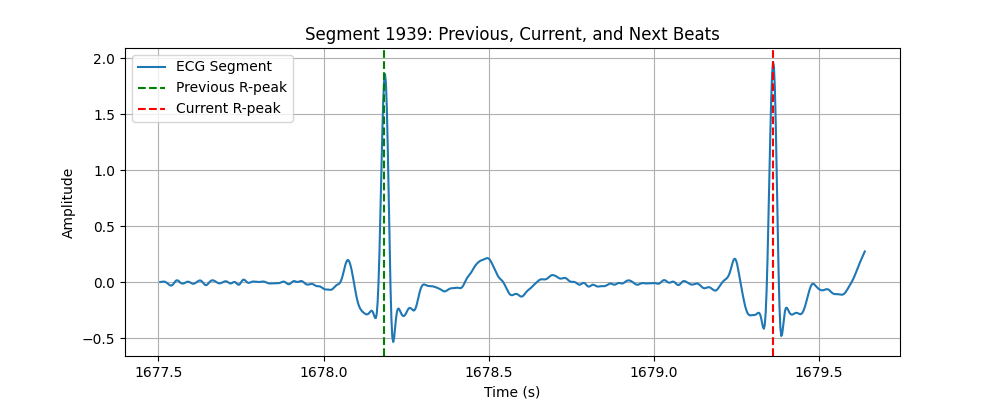 Segment 1939: Previous, Current, and Next Beats
ECG Segment
Previous R-peak
Current R-peak
2.0
1.5
1.0
0.5
0.0
−0.5
Amplitude
1677.5 1678.0 1678.5 1679.0 1679.5
Time (s)